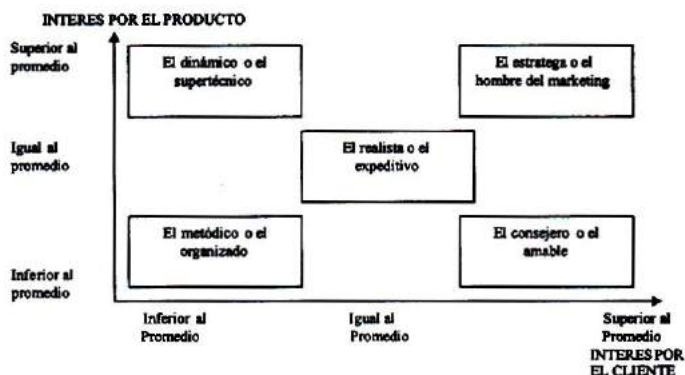 INTERES POR EL PRODUCTO
Superior al
promedio
El dinámico o el
supertécnico
El estratega o el
hombre del marketing
Igual al
promedio
El realista o el
expeditivo
El metódico o el
organizado
El consejero o el
amable
Inferior al
promedio
Inferior al
Promedio
Igual al
Promedio
Superior al
Promedio
INTERES POR
EL CLIENTE